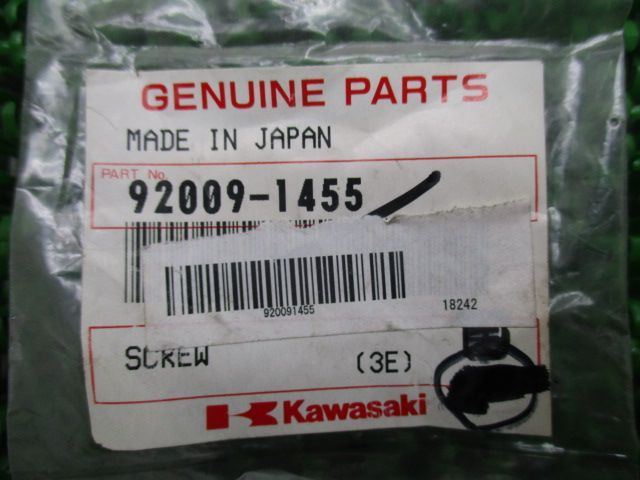 GENUINE PARTS
MADE IN JAPAN
PART No.
92009-1455
920091455
18242
SCREW (3E)
Kawasaki